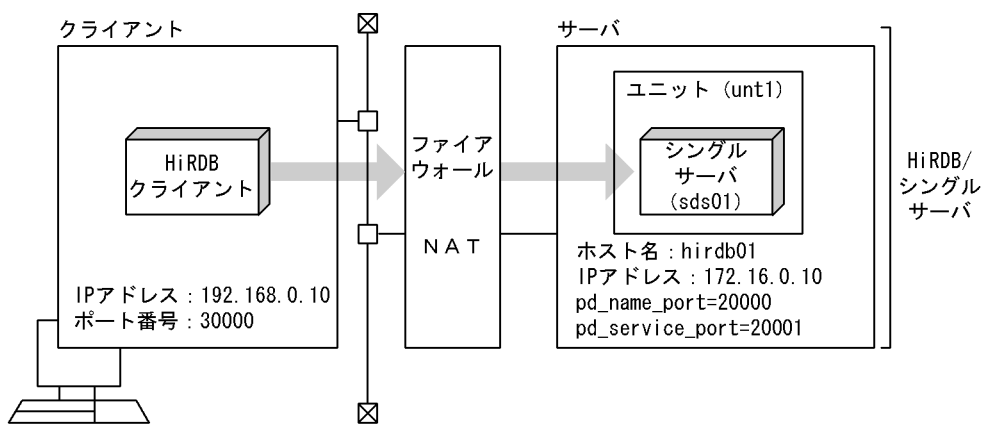 クライアント
HiRDB
クライアント
IPアドレス：192.168.0.10
ポート番号：30000
ファイア
ウォール
ＮＡＴ
サーバ
ユニット（unt1）
シングル
サーバ
（sds01）
ホスト名：hirdb01
IPアドレス：172.16.0.10
pd_name_port=20000
pd_service_port=20001
HiRDB/
シングル
サーバ